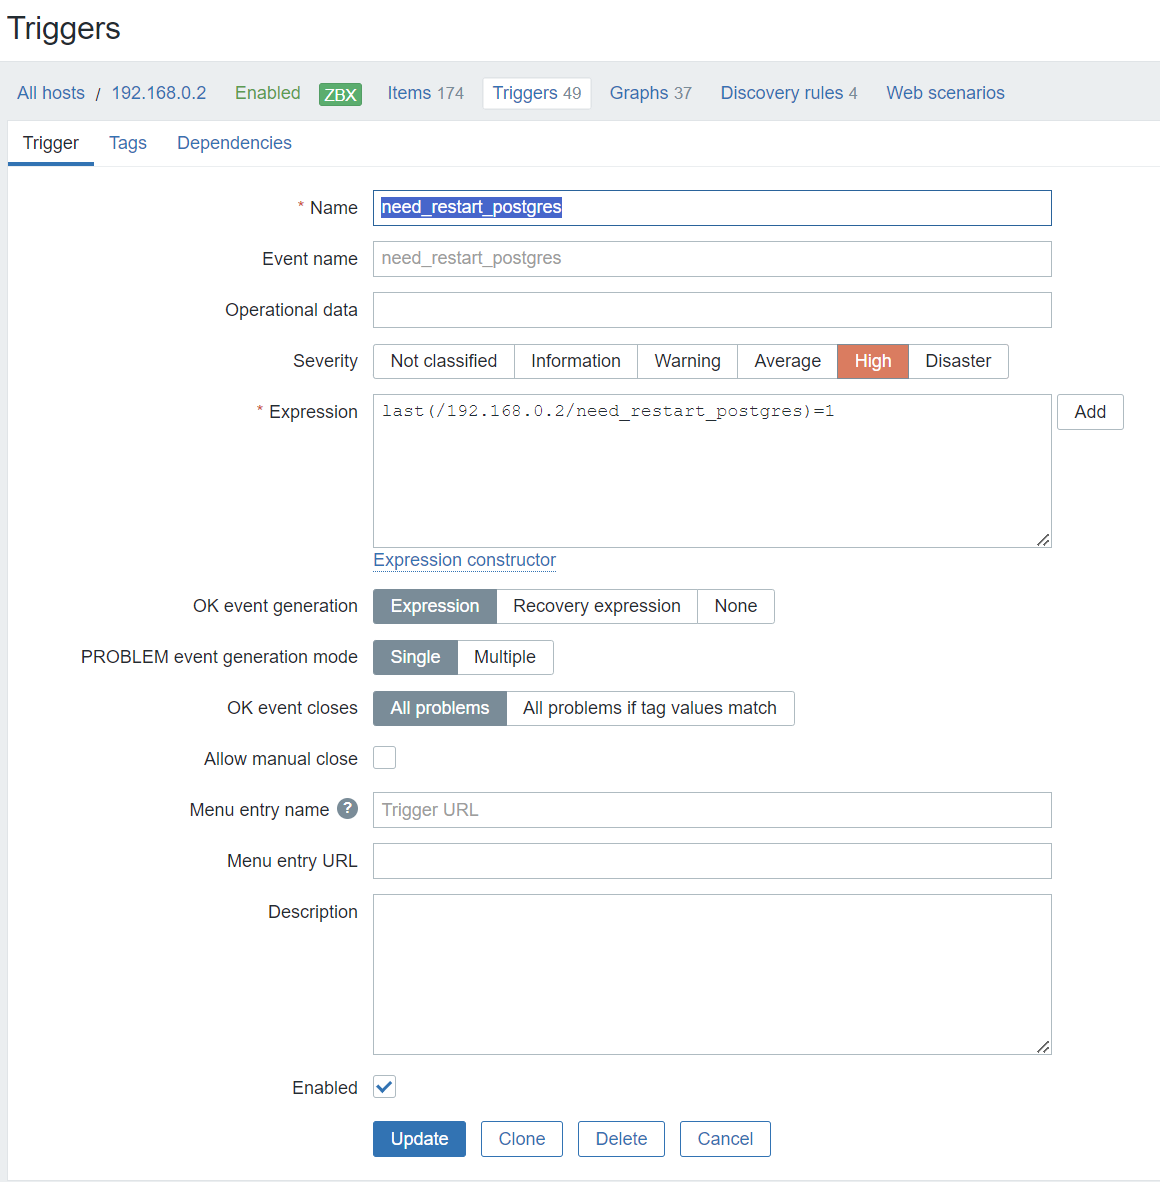 Triggers
All hosts / 192.168.0.2 Enabled ZBX Items 174 Triggers 49 Graphs 37 Discovery rules 4 Web scenarios
Trigger Tags Dependencies
* Name need_restart_postgres
Event name need_restart_postgres
Operational data
Severity Not classified Information Warning Average High Disaster
* Expression last(/192.168.0.2/need_restart_postgres)=1 Add
Expression constructor
OK event generation Expression Recovery expression None
PROBLEM event generation mode Single Multiple
OK event closes All problems All problems if tag values match
Allow manual close
Menu entry name ? Trigger URL
Menu entry URL
Description
Enabled
Update Clone Delete Cancel